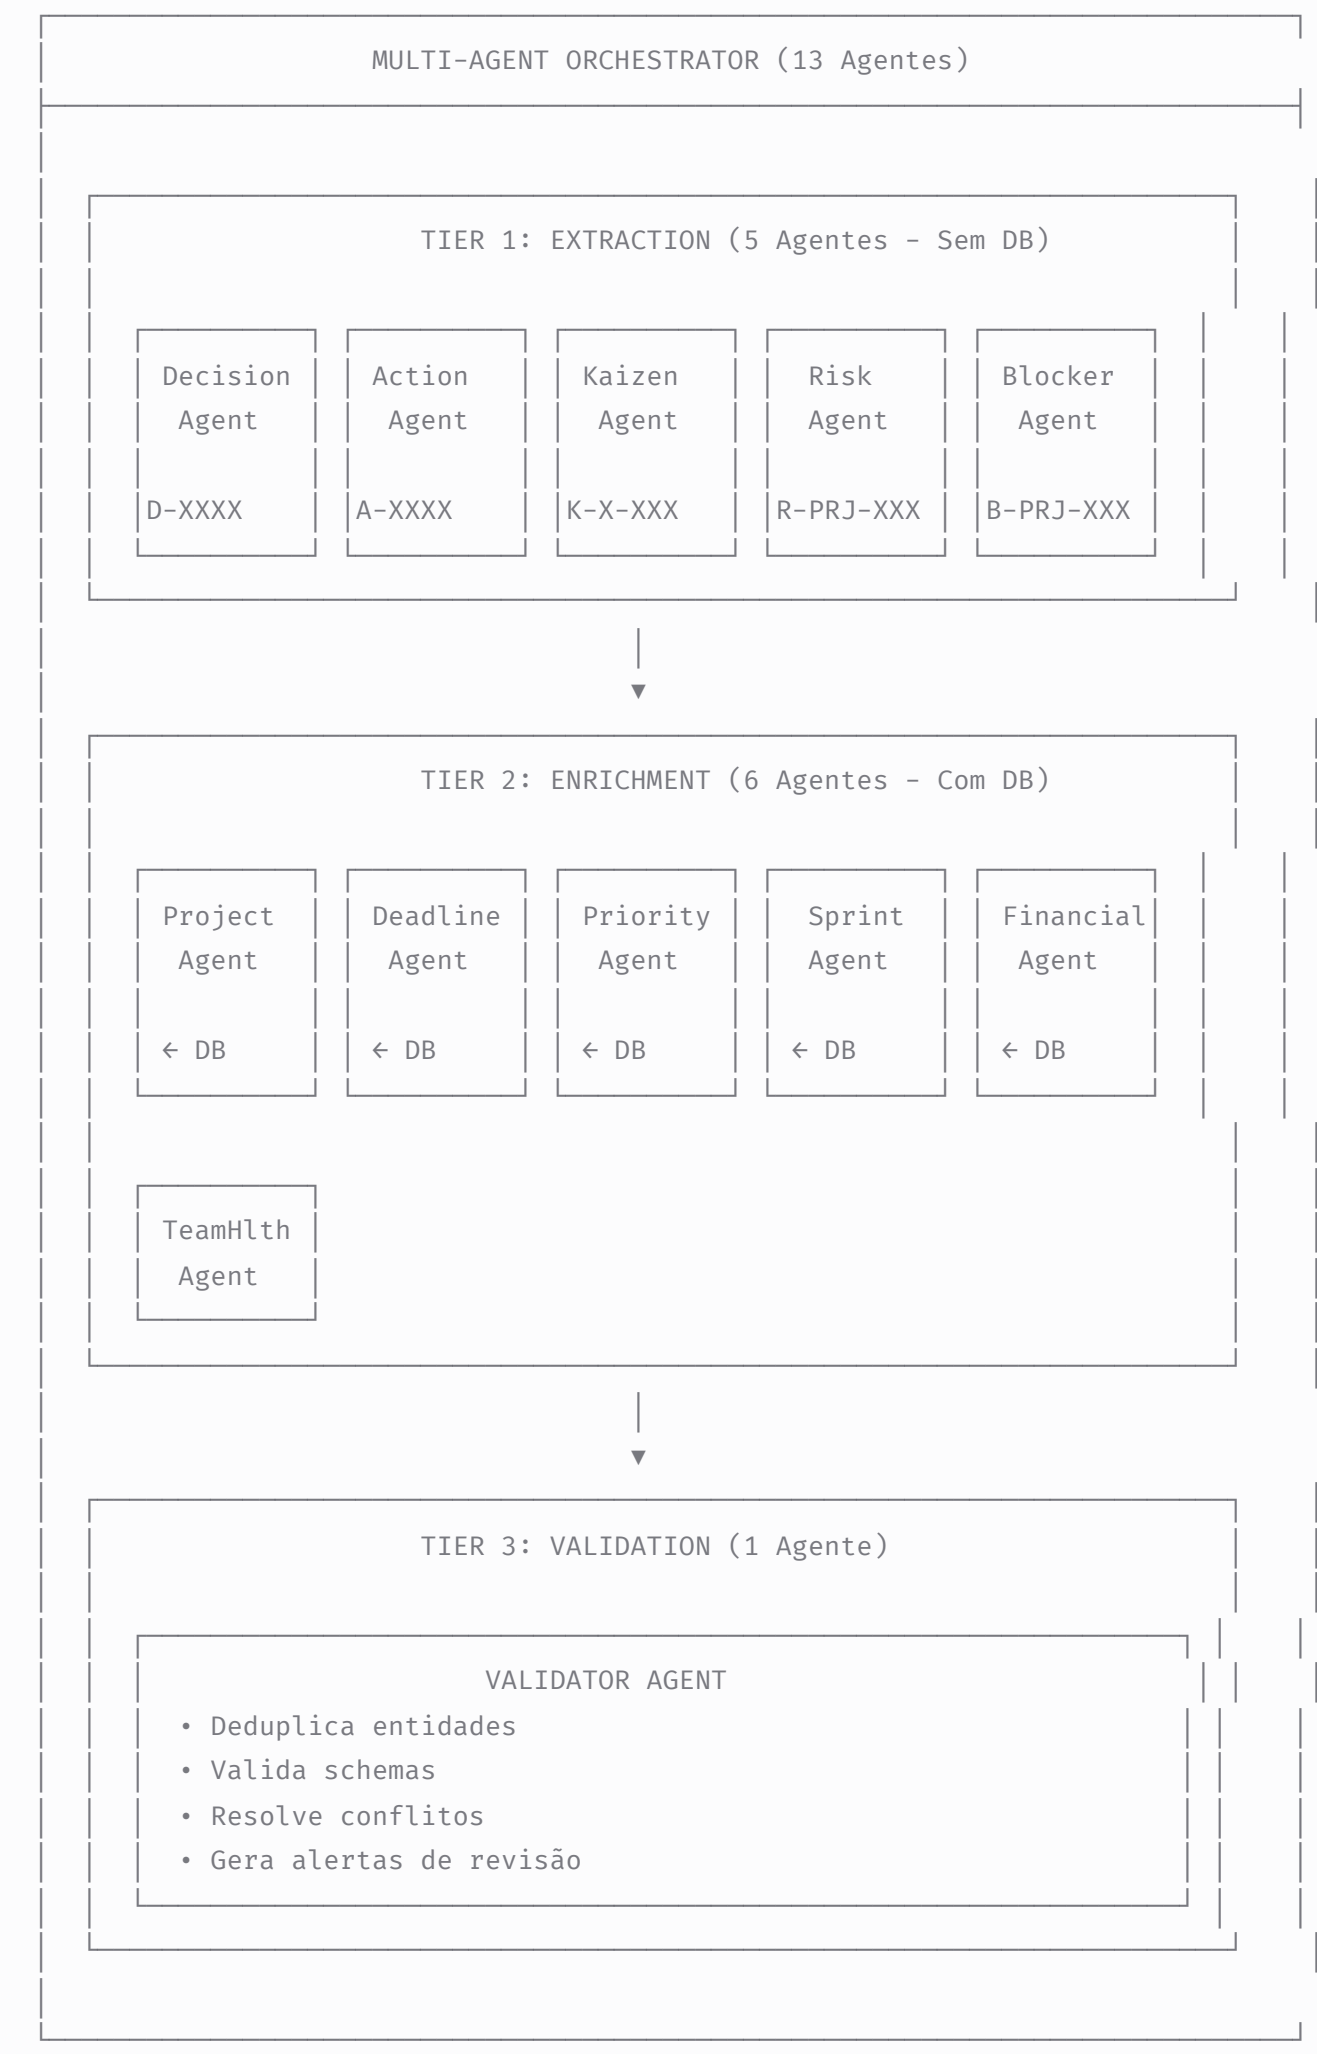 MULTI-AGENT ORCHESTRATOR (13 Agentes)
TIER 1: EXTRACTION (5 Agentes - Sem DB)
Decision Action Kaizen Risk Blocker
Agent Agent Agent Agent Agent
D-XXXX A-XXXX K-X-XXX R-PRJ-XXX B-PRJ-XXX
▼
TIER 2: ENRICHMENT (6 Agentes - Com DB)
Project Deadline Priority Sprint Financial
Agent Agent Agent Agent Agent
← DB ← DB ← DB ← DB ← DB
TeamHlth
Agent
▼
TIER 3: VALIDATION (1 Agente)
VALIDATOR AGENT
• Deduplica entidades
• Valida schemas
• Resolve conflitos
• Gera alertas de revisão